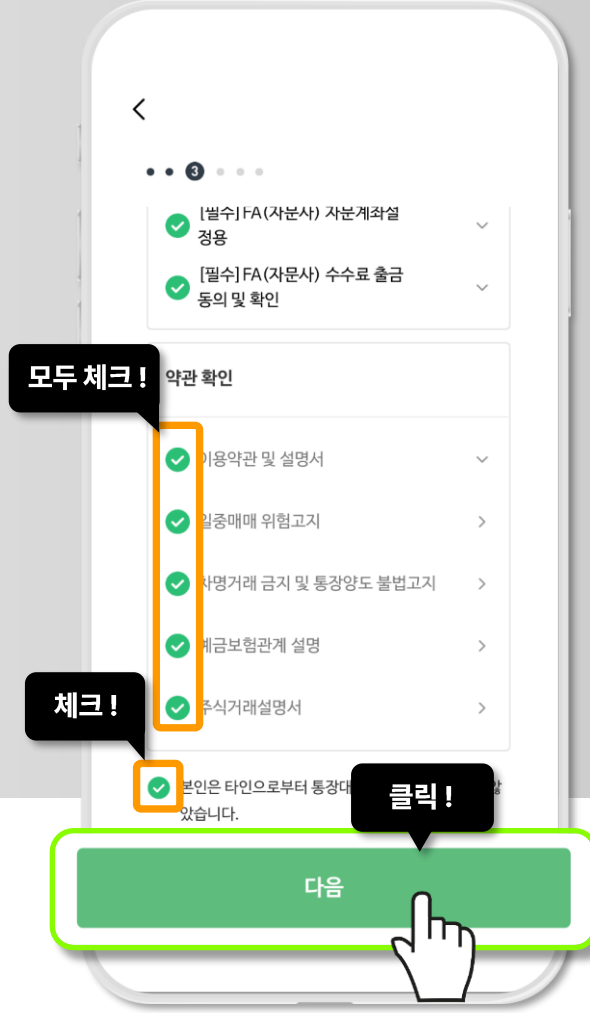 3
[필수] FA(자문사) 자문계좌설
정용
[필수] FA(자문사) 수수료 출금
동의 및 확인
모두 체크 !
약관 확인
이용약관 및 설명서
일중매매 위험고지
차명거래 금지 및 통장양도 불법고지
예금보험관계 설명
주식거래설명서
체크 !
본인은 타인으로부터 통장대
클릭 !
았습니다.
다음